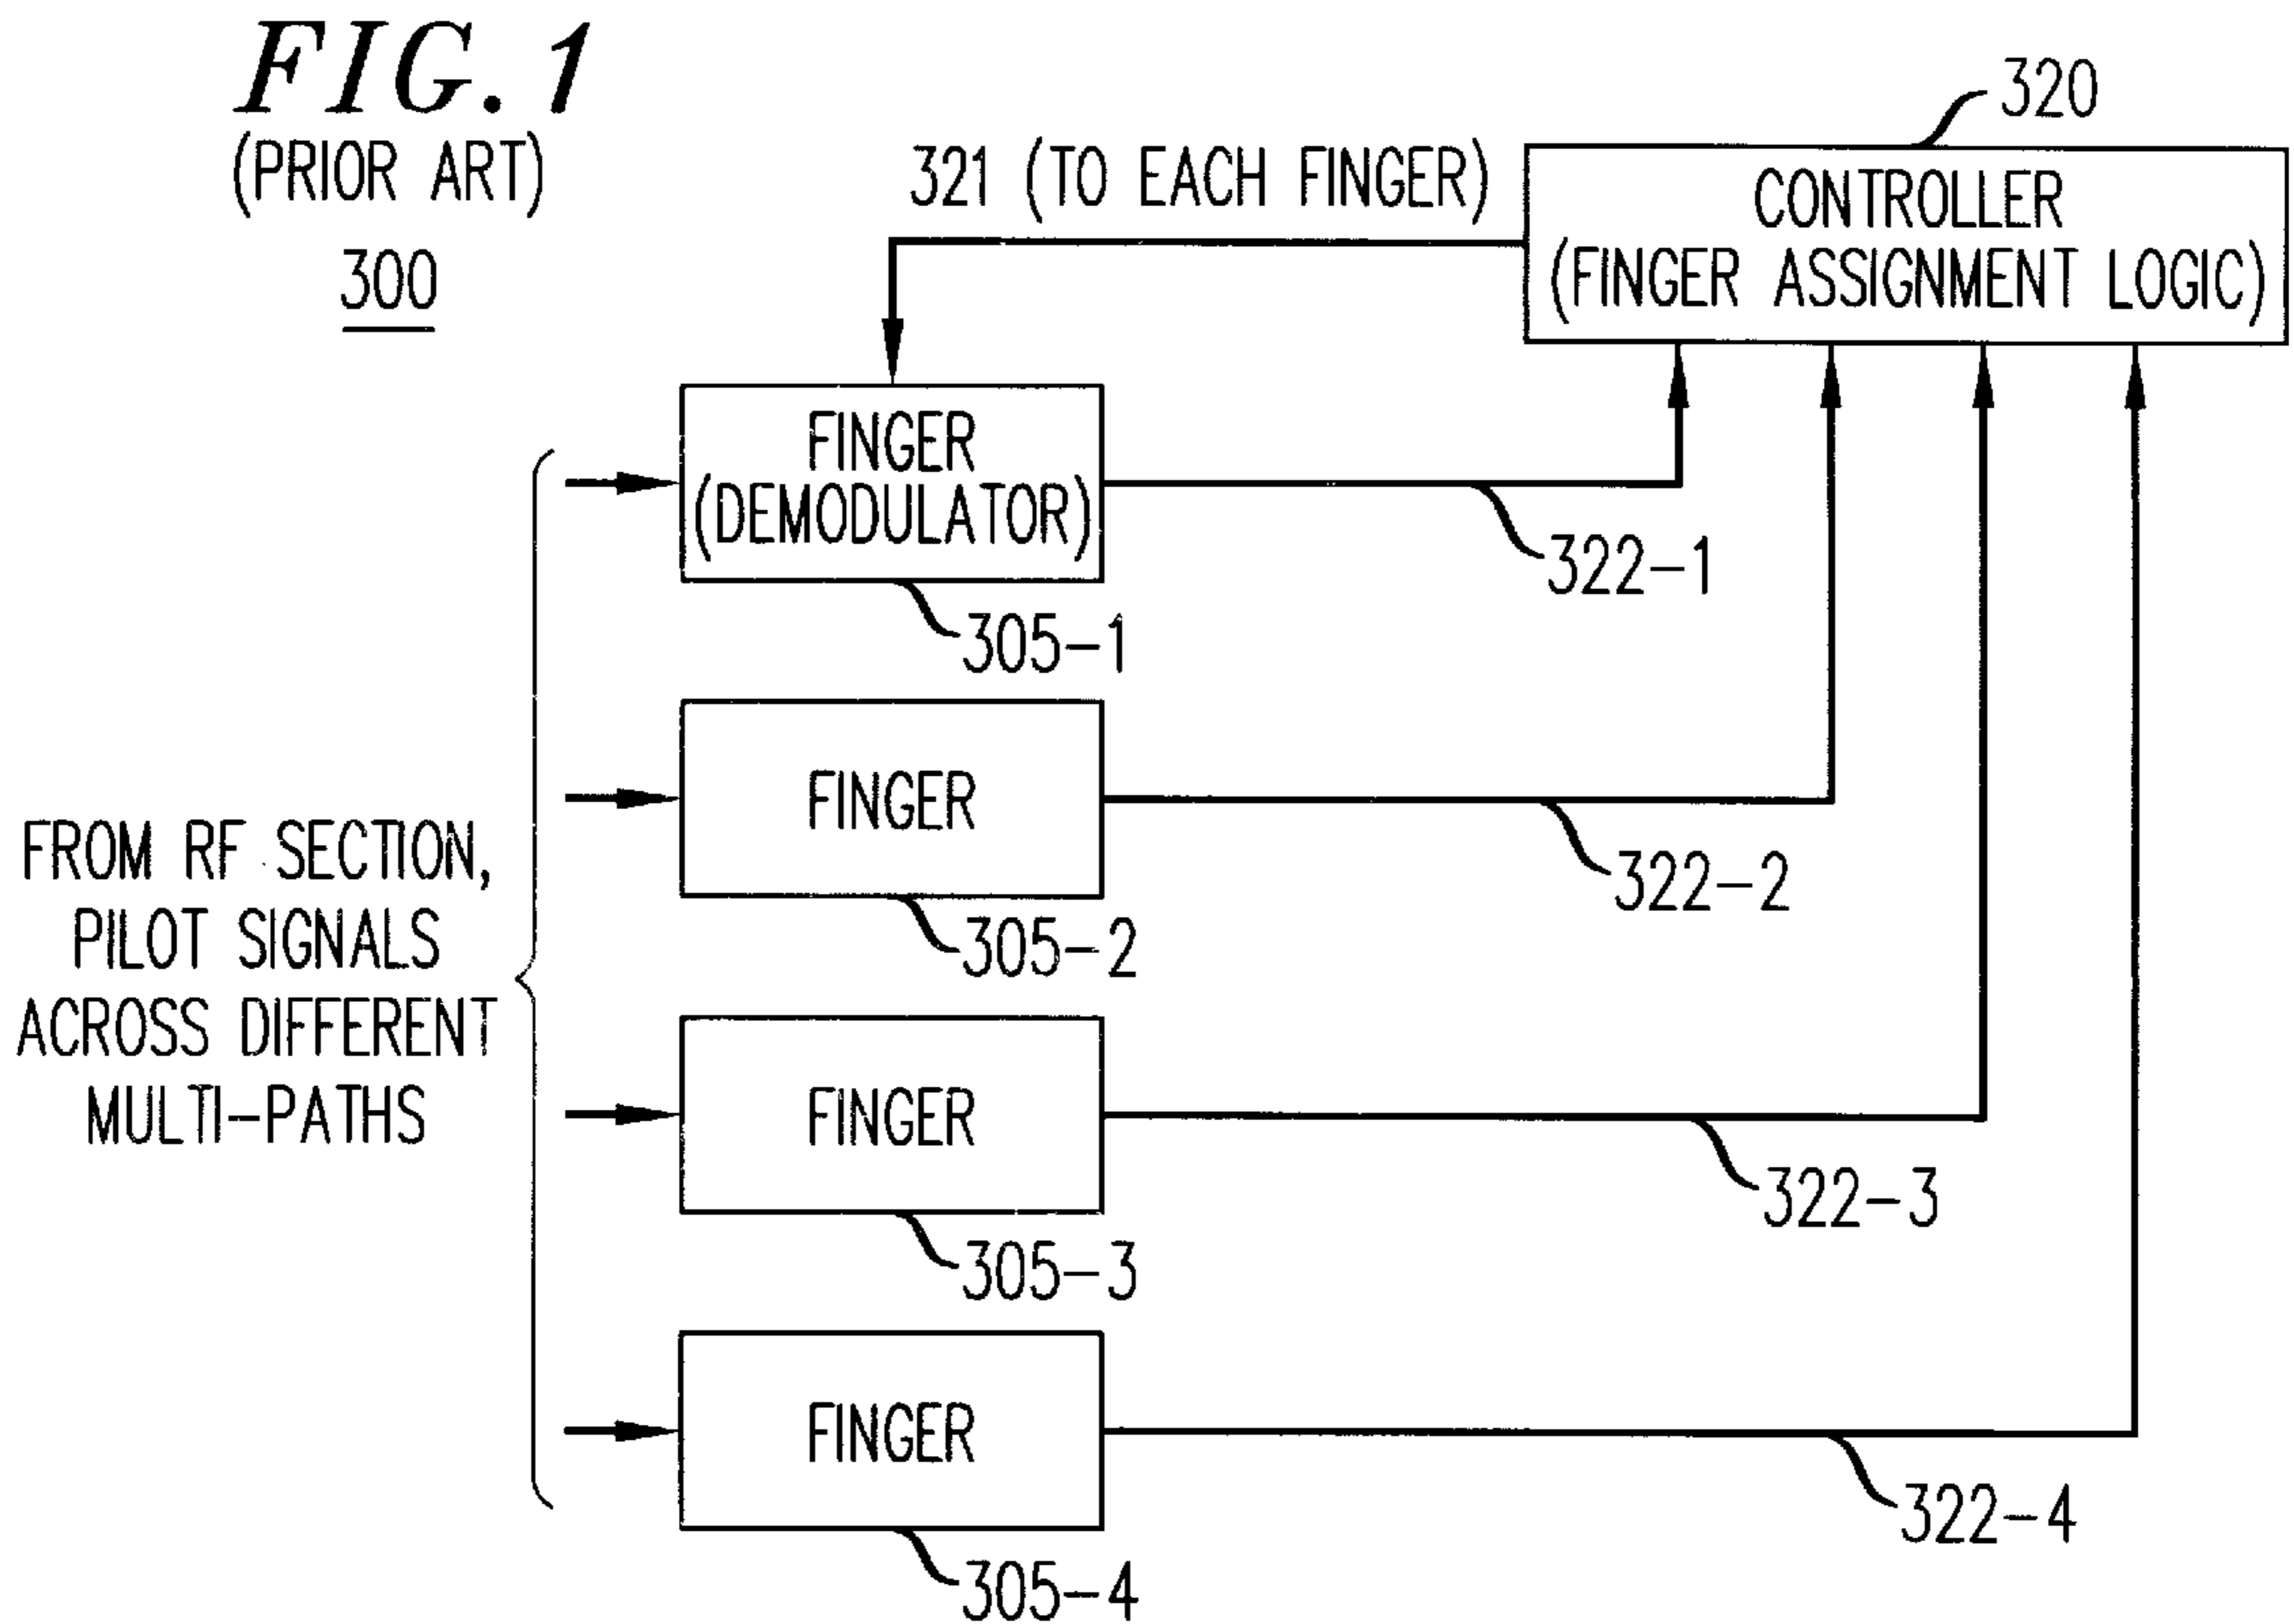 FIG. 1
(PRIOR ART)
300
320
321 (TO EACH FINGER)
CONTROLLER
(FINGER ASSIGNMENT LOGIC)
FINGER
(DEMODULATOR)
322-1
305-1
FINGER
322-2
305-2
FROM RF SECTION,
PILOT SIGNALS
ACROSS DIFFERENT
MULTI-PATHS
FINGER
322-3
305-3
FINGER
322-4
305-4